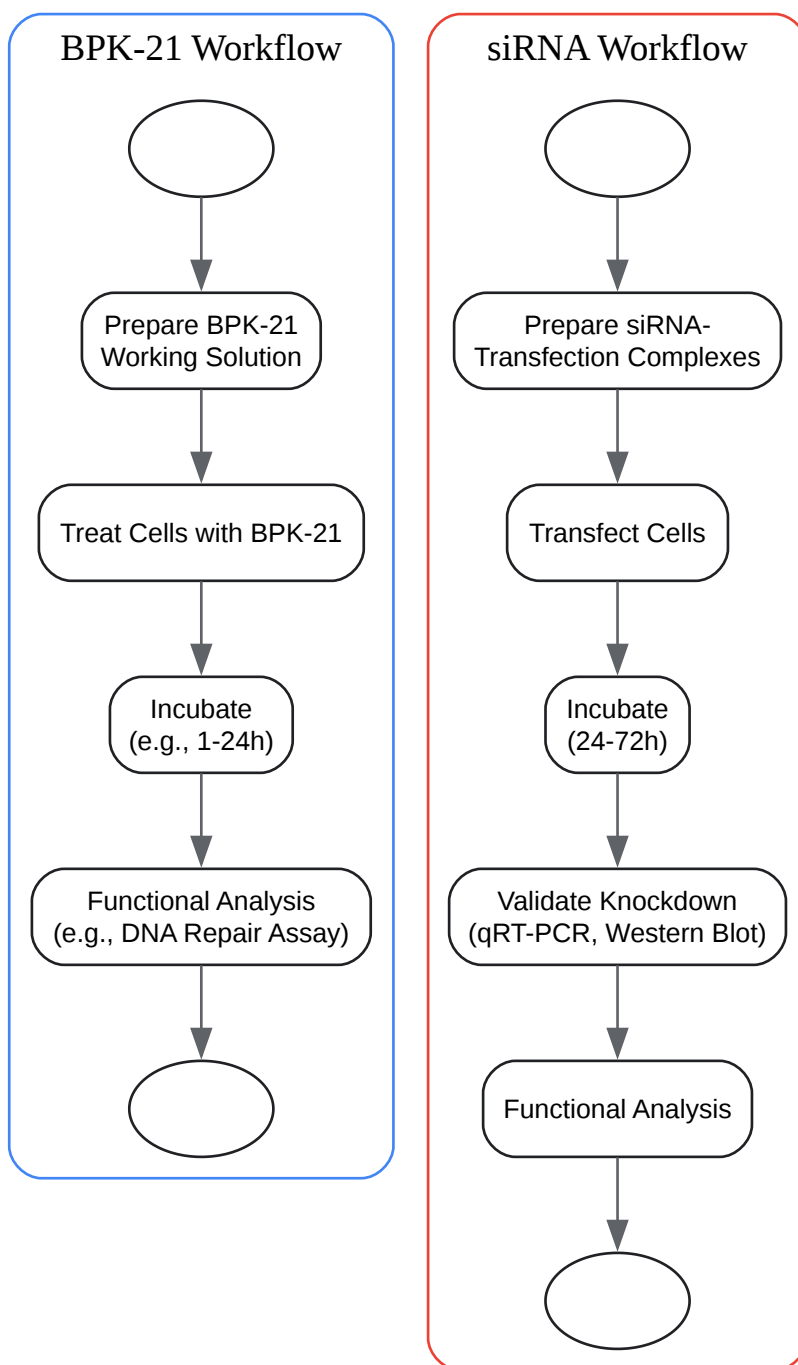 BPK-21 Workflow
Prepare BPK-21
Working Solution
Treat Cells with BPK-21
Incubate
(e.g., 1-24h)
Functional Analysis
(e.g., DNA Repair Assay)
siRNA Workflow
Prepare siRNA-
Transfection Complexes
Transfect Cells
Incubate
(24-72h)
Validate Knockdown
(qRT-PCR, Western Blot)
Functional Analysis